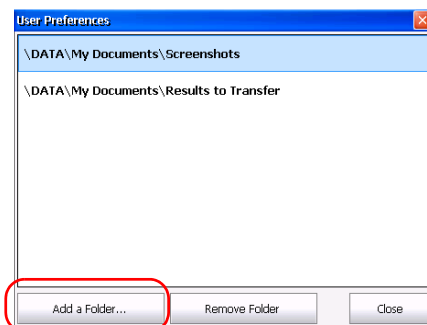 User Preferences
\DATA\My Documents\Screenshots
\DATA\My Documents\Results to Transfer
Add a Folder... Remove Folder Close